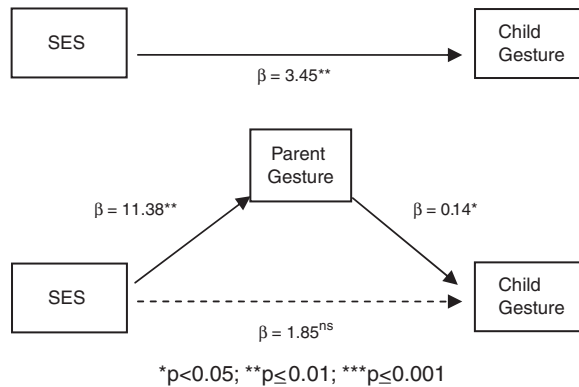 SES
Child
Gesture
β = 3.45**
Parent
Gesture
β = 11.38**
β = 0.14*
SES
Child
Gesture
β = 1.85ns
*p<0.05; **p≤0.01; ***p≤0.001